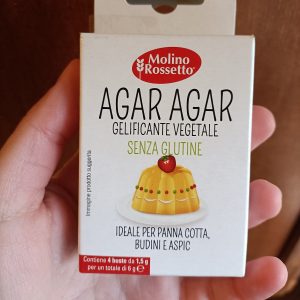 Molino
Rossetto
AGAR AGAR
GELIFICANTE VEGETALE
SENZA GLUTINE
Immagine prodotto suggerita
IDEALE PER PANNA COTTA,
BUDINI E ASPIC
Contiene 4 buste da 1,5 g
per un totale di 6 g e